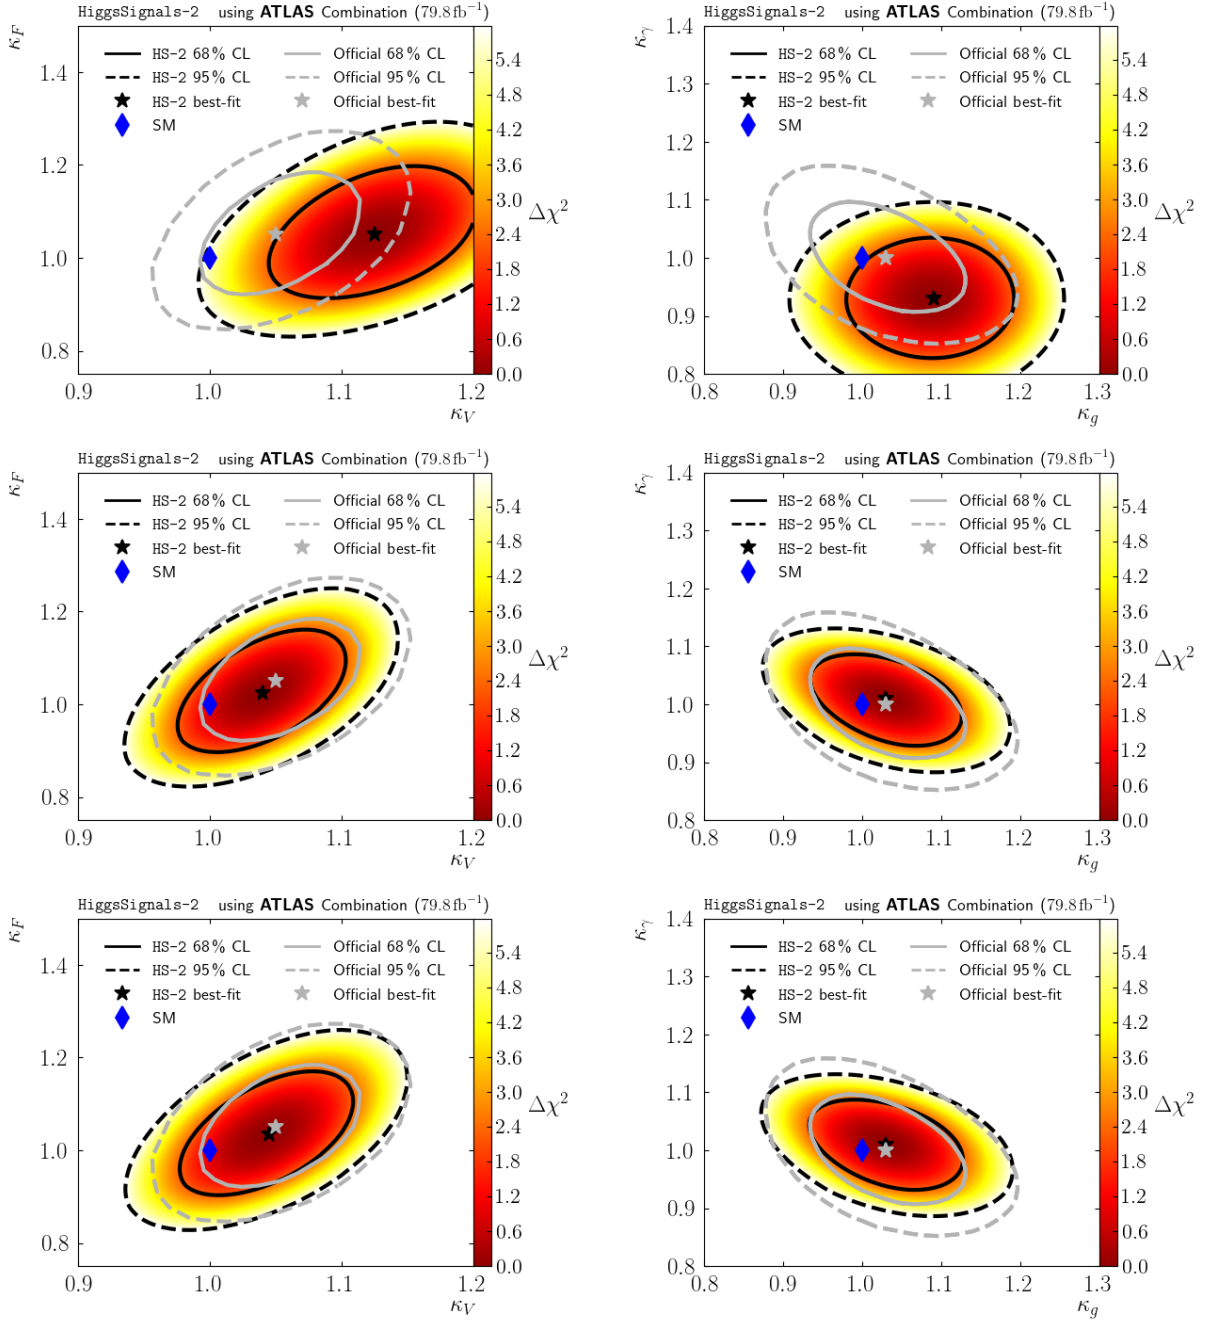 HiggsSignals-2 using ATLAS Combination (79.8 fb⁻¹)
κ_F
HS-2 68% CL Official 68% CL
HS-2 95% CL Official 95% CL
HS-2 best-fit Official best-fit
SM
1.4
1.2
1.0
0.8
0.9 1.0 1.1 1.2
κ_V
5.4
4.8
4.2
3.6
3.0
2.4
1.8
1.2
0.6
0.0
Δχ²
HiggsSignals-2 using ATLAS Combination (79.8 fb⁻¹)
κ_γ
HS-2 68% CL Official 68% CL
HS-2 95% CL Official 95% CL
HS-2 best-fit Official best-fit
SM
1.4
1.3
1.2
1.1
1.0
0.9
0.8
0.8 0.9 1.0 1.1 1.2 1.3
κ_g
5.4
4.8
4.2
3.6
3.0
2.4
1.8
1.2
0.6
0.0
Δχ²
HiggsSignals-2 using ATLAS Combination (79.8 fb⁻¹)
κ_F
HS-2 68% CL Official 68% CL
HS-2 95% CL Official 95% CL
HS-2 best-fit Official best-fit
SM
1.4
1.2
1.0
0.8
0.9 1.0 1.1 1.2
κ_V
5.4
4.8
4.2
3.6
3.0
2.4
1.8
1.2
0.6
0.0
Δχ²
HiggsSignals-2 using ATLAS Combination (79.8 fb⁻¹)
κ_γ
HS-2 68% CL Official 68% CL
HS-2 95% CL Official 95% CL
HS-2 best-fit Official best-fit
SM
1.4
1.3
1.2
1.1
1.0
0.9
0.8
0.8 0.9 1.0 1.1 1.2 1.3
κ_g
5.4
4.8
4.2
3.6
3.0
2.4
1.8
1.2
0.6
0.0
Δχ²
HiggsSignals-2 using ATLAS Combination (79.8 fb⁻¹)
κ_F
HS-2 68% CL Official 68% CL
HS-2 95% CL Official 95% CL
HS-2 best-fit Official best-fit
SM
1.4
1.2
1.0
0.8
0.9 1.0 1.1 1.2
κ_V
5.4
4.8
4.2
3.6
3.0
2.4
1.8
1.2
0.6
0.0
Δχ²
HiggsSignals-2 using ATLAS Combination (79.8 fb⁻¹)
κ_γ
HS-2 68% CL Official 68% CL
HS-2 95% CL Official 95% CL
HS-2 best-fit Official best-fit
SM
1.4
1.3
1.2
1.1
1.0
0.9
0.8
0.8 0.9 1.0 1.1 1.2 1.3
κ_g
5.4
4.8
4.2
3.6
3.0
2.4
1.8
1.2
0.6
0.0
Δχ²